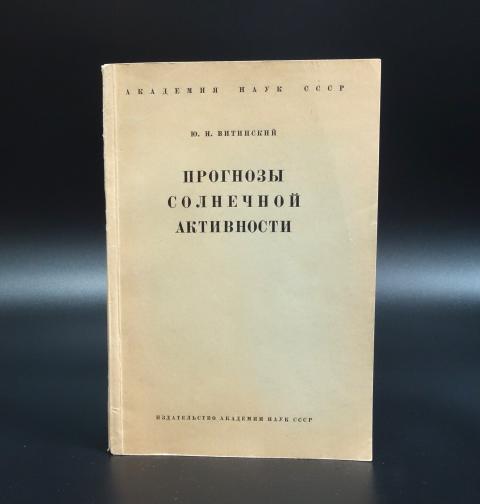 АКАДЕМИЯ НАУК СССР
Ю. И. ВИТИНСКИЙ
ПРОГНОЗЫ
СОЛНЕЧНОЙ
АКТИВНОСТИ
ИЗДАТЕЛЬСТВО АКАДЕМИИ НАУК СССР